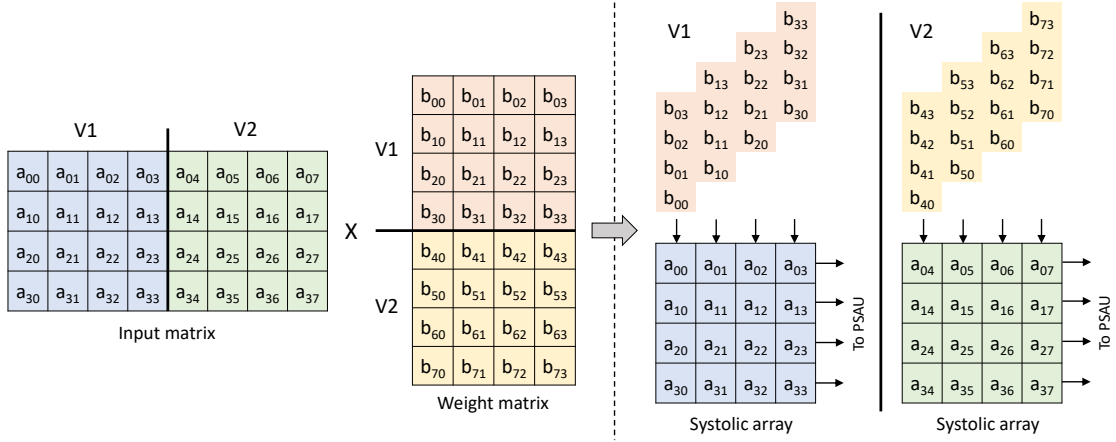 V1 V2
a00 a01 a02 a03 a04 a05 a06 a07
a10 a11 a12 a13 a14 a15 a16 a17
a20 a21 a22 a23 a24 a25 a26 a27
a30 a31 a32 a33 a34 a35 a36 a37
Input matrix
X
V1
V2
b00 b01 b02 b03
b10 b11 b12 b13
b20 b21 b22 b23
b30 b31 b32 b33
b40 b41 b42 b43
b50 b51 b52 b53
b60 b61 b62 b63
b70 b71 b72 b73
Weight matrix
V1
b33
b23 b32
b13 b22 b31
b03 b12 b21 b30
b02 b11 b20
b01 b10
b00
a00 a01 a02 a03
a10 a11 a12 a13
a20 a21 a22 a23
a30 a31 a32 a33
To PSAU
Systolic array
V2
b73
b63 b72
b53 b62 b71
b43 b52 b61 b70
b42 b51 b60
b41 b50
b40
a04 a05 a06 a07
a14 a15 a16 a17
a24 a25 a26 a27
a34 a35 a36 a37
To PSAU
Systolic array